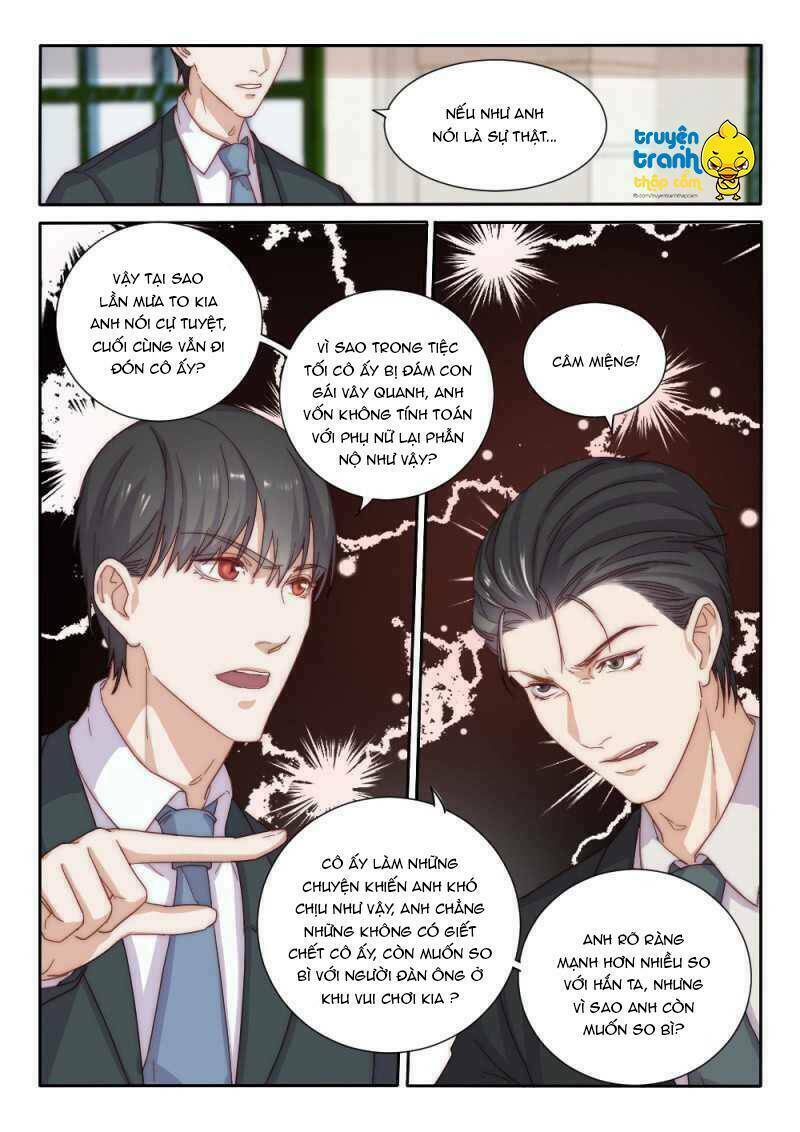 NẾU NHƯ ANH
NÓI LÀ SỰ THẬT...
truyện
tranh
thập cẩm
fb.com/truyentranhthapcam
VẬY TẠI SAO
LẦN MƯA TO KIA
ANH NÓI CỰ TUYỆT,
CUỐI CÙNG VẪN ĐI
ĐÓN CÔ ẤY?
VÌ SAO TRONG TIỆC
TỐI CÔ ẤY BỊ ĐÁM CON
GÁI VÂY QUANH, ANH
VỐN KHÔNG TÍNH TOÁN
VỚI PHỤ NỮ LẠI PHẪN
NỘ NHƯ VẬY?
CÂM MIỆNG!
CÔ ẤY LÀM NHỮNG
CHUYỆN KHIẾN ANH KHÓ
CHỊU NHƯ VẬY, ANH CHẲNG
NHỮNG KHÔNG CÓ GIẾT
CHẾT CÔ ẤY, CÒN MUỐN SO
BÌ VỚI NGƯỜI ĐÀN ÔNG Ở
KHU VUI CHƠI KIA ?
ANH RÕ RÀNG
MẠNH HƠN NHIỀU SO
VỚI HẮN TA, NHƯNG
VÌ SAO ANH CÒN
MUỐN SO BÌ?